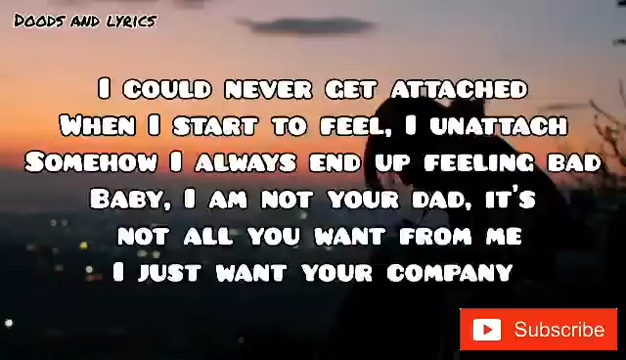 Doods and lyrics
I could never get attached
When I start to feel, I unattach
Somehow I always end up feeling bad
Baby, I am not your dad, it's
not all you want from me
I just want your company
Subscribe